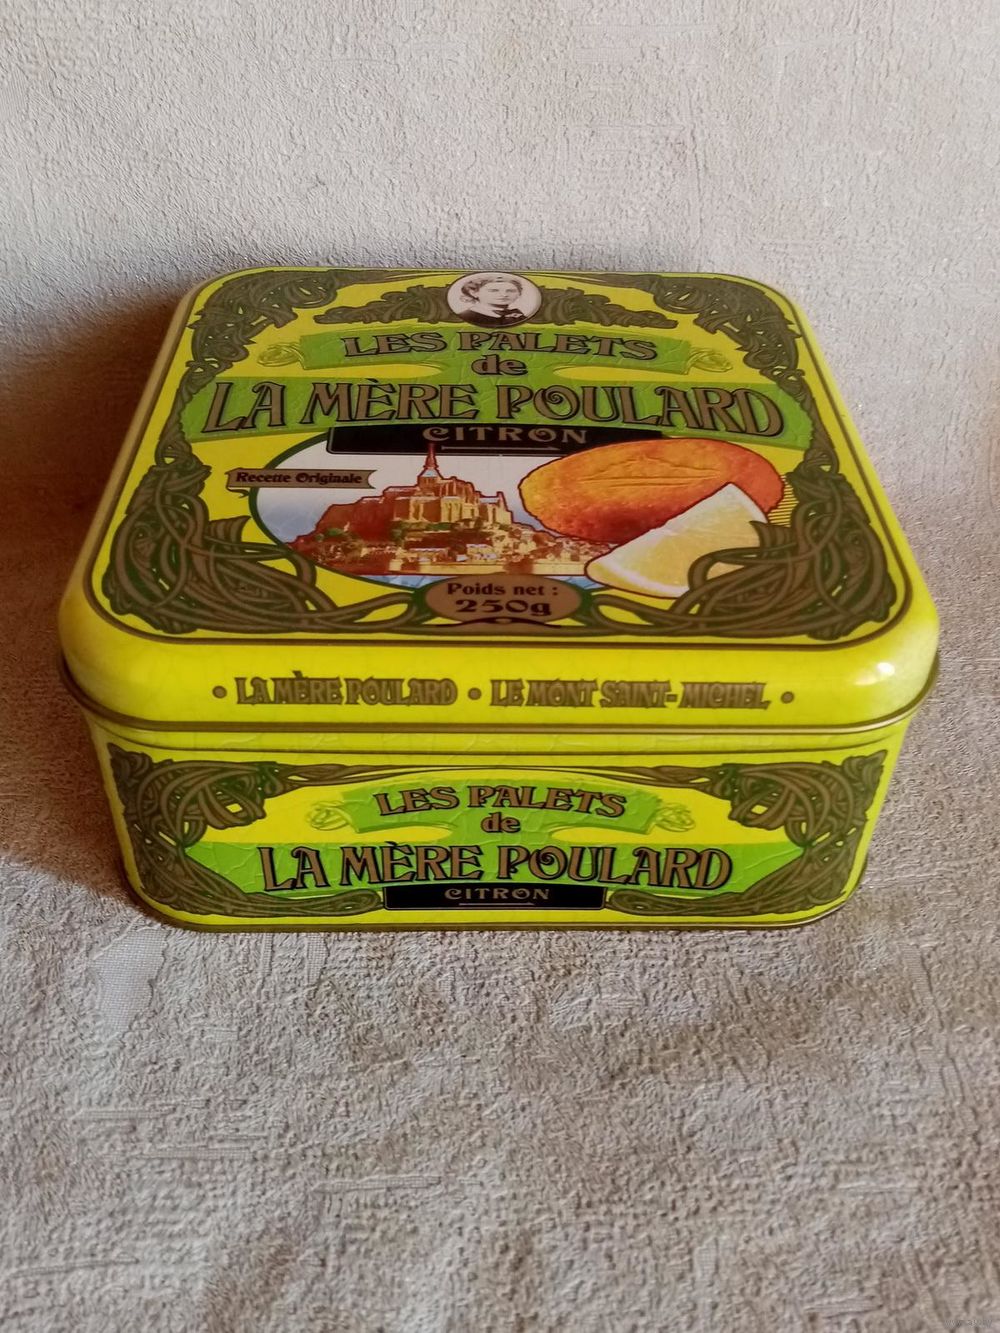 LES PALETS
de
LA MÈRE POULARD
CITRON
Recette Originale
Poids net :
250g
• LA MÈRE POULARD • LE MONT SAINT-MICHEL •
LES PALETS
de
LA MÈRE POULARD
CITRON